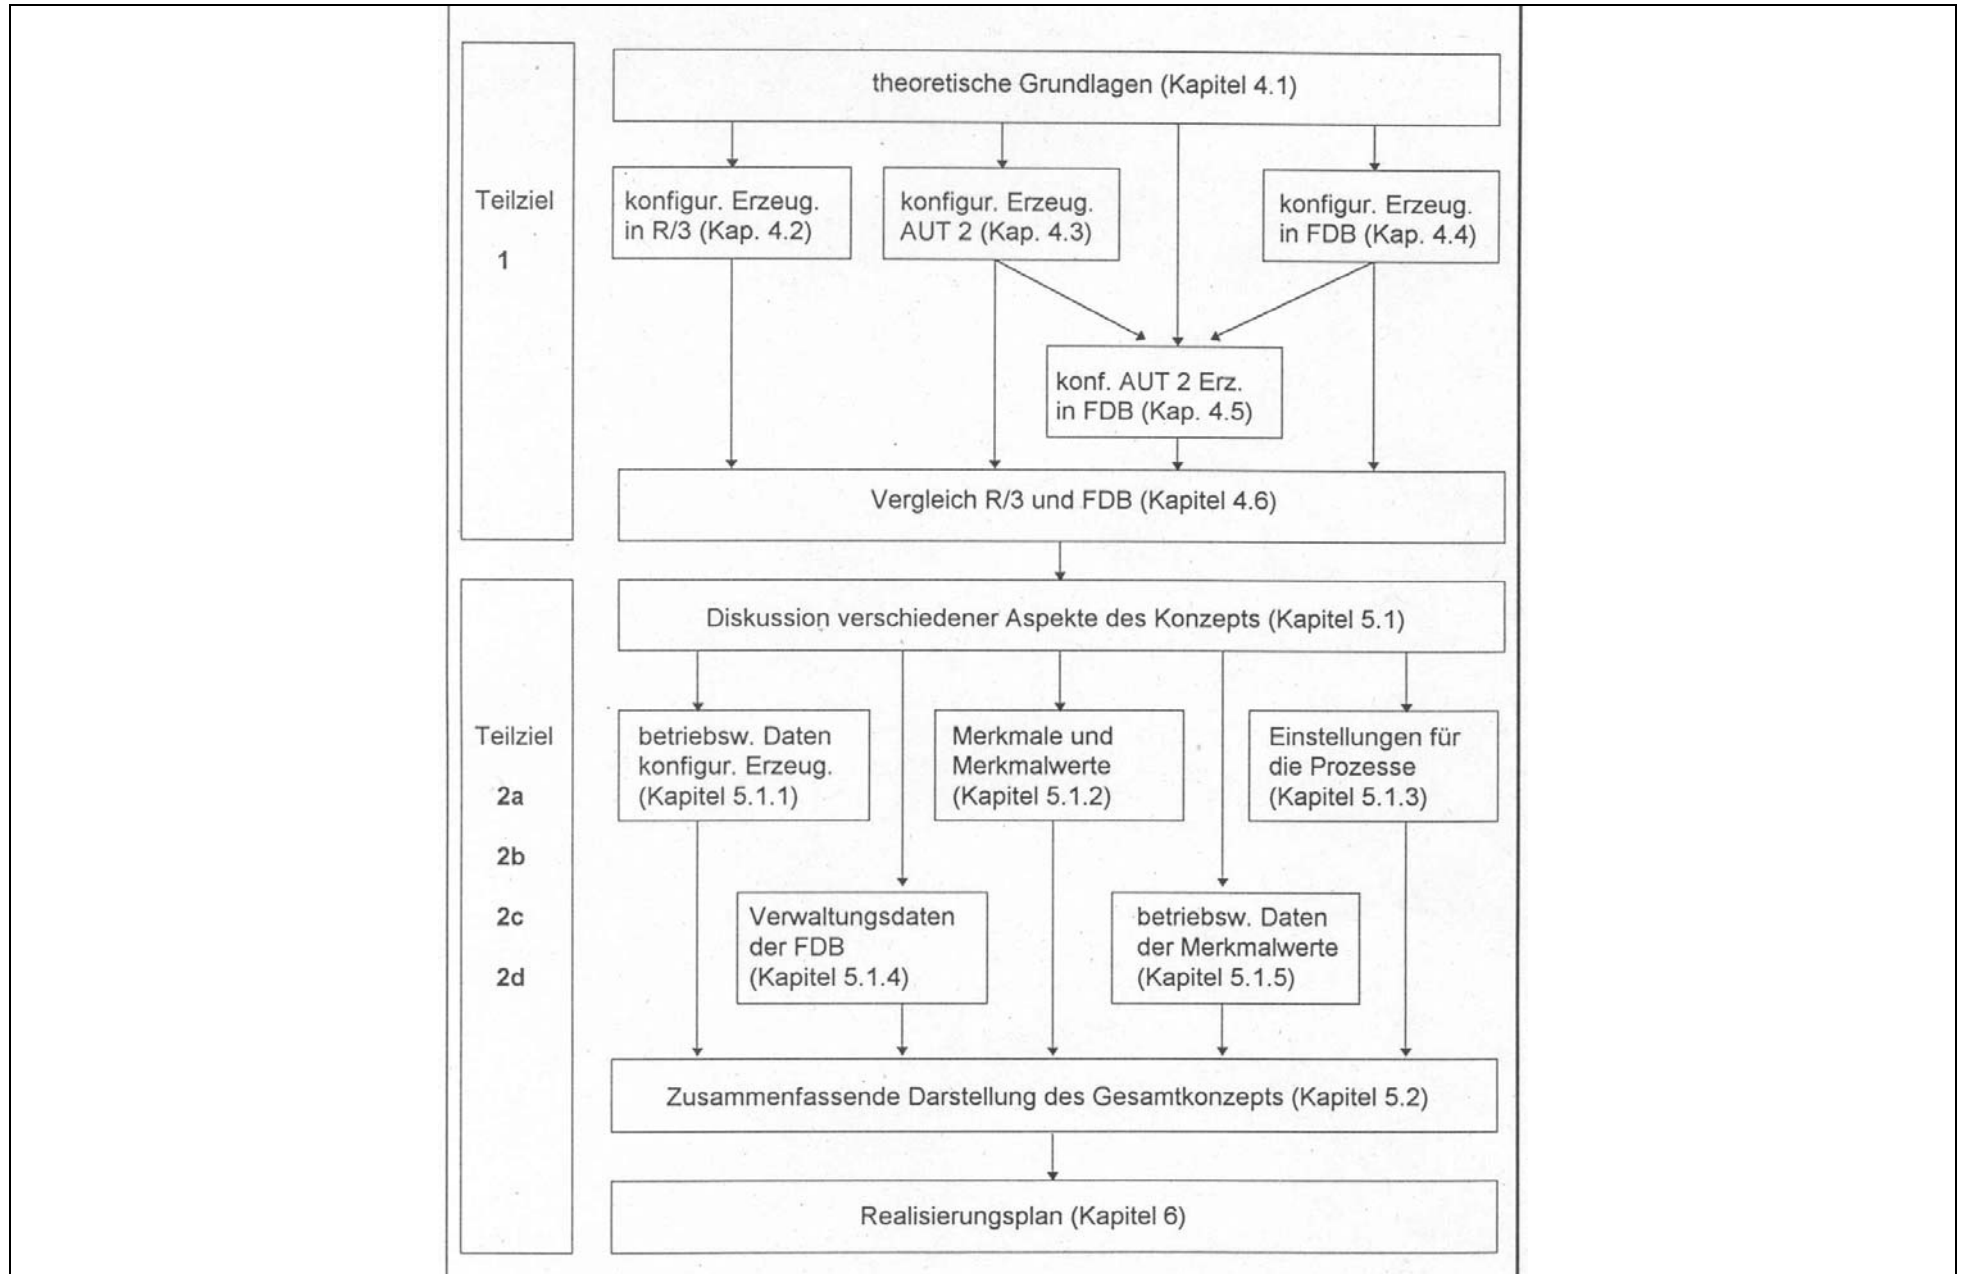 theoretische Grundlagen (Kapitel 4.1)
Teilziel
1
konfigur. Erzeug.
in R/3 (Kap. 4.2)
konfigur. Erzeug.
AUT 2 (Kap. 4.3)
konfigur. Erzeug.
in FDB (Kap. 4.4)
konf. AUT 2 Erz.
in FDB (Kap. 4.5)
Vergleich R/3 und FDB (Kapitel 4.6)
Diskussion verschiedener Aspekte des Konzepts (Kapitel 5.1)
Teilziel
2a
2b
2c
2d
betriebsw. Daten
konfigur. Erzeug.
(Kapitel 5.1.1)
Merkmale und
Merkmalwerte
(Kapitel 5.1.2)
Einstellungen für
die Prozesse
(Kapitel 5.1.3)
Verwaltungsdaten
der FDB
(Kapitel 5.1.4)
betriebsw. Daten
der Merkmalwerte
(Kapitel 5.1.5)
Zusammenfassende Darstellung des Gesamtkonzepts (Kapitel 5.2)
Realisierungsplan (Kapitel 6)